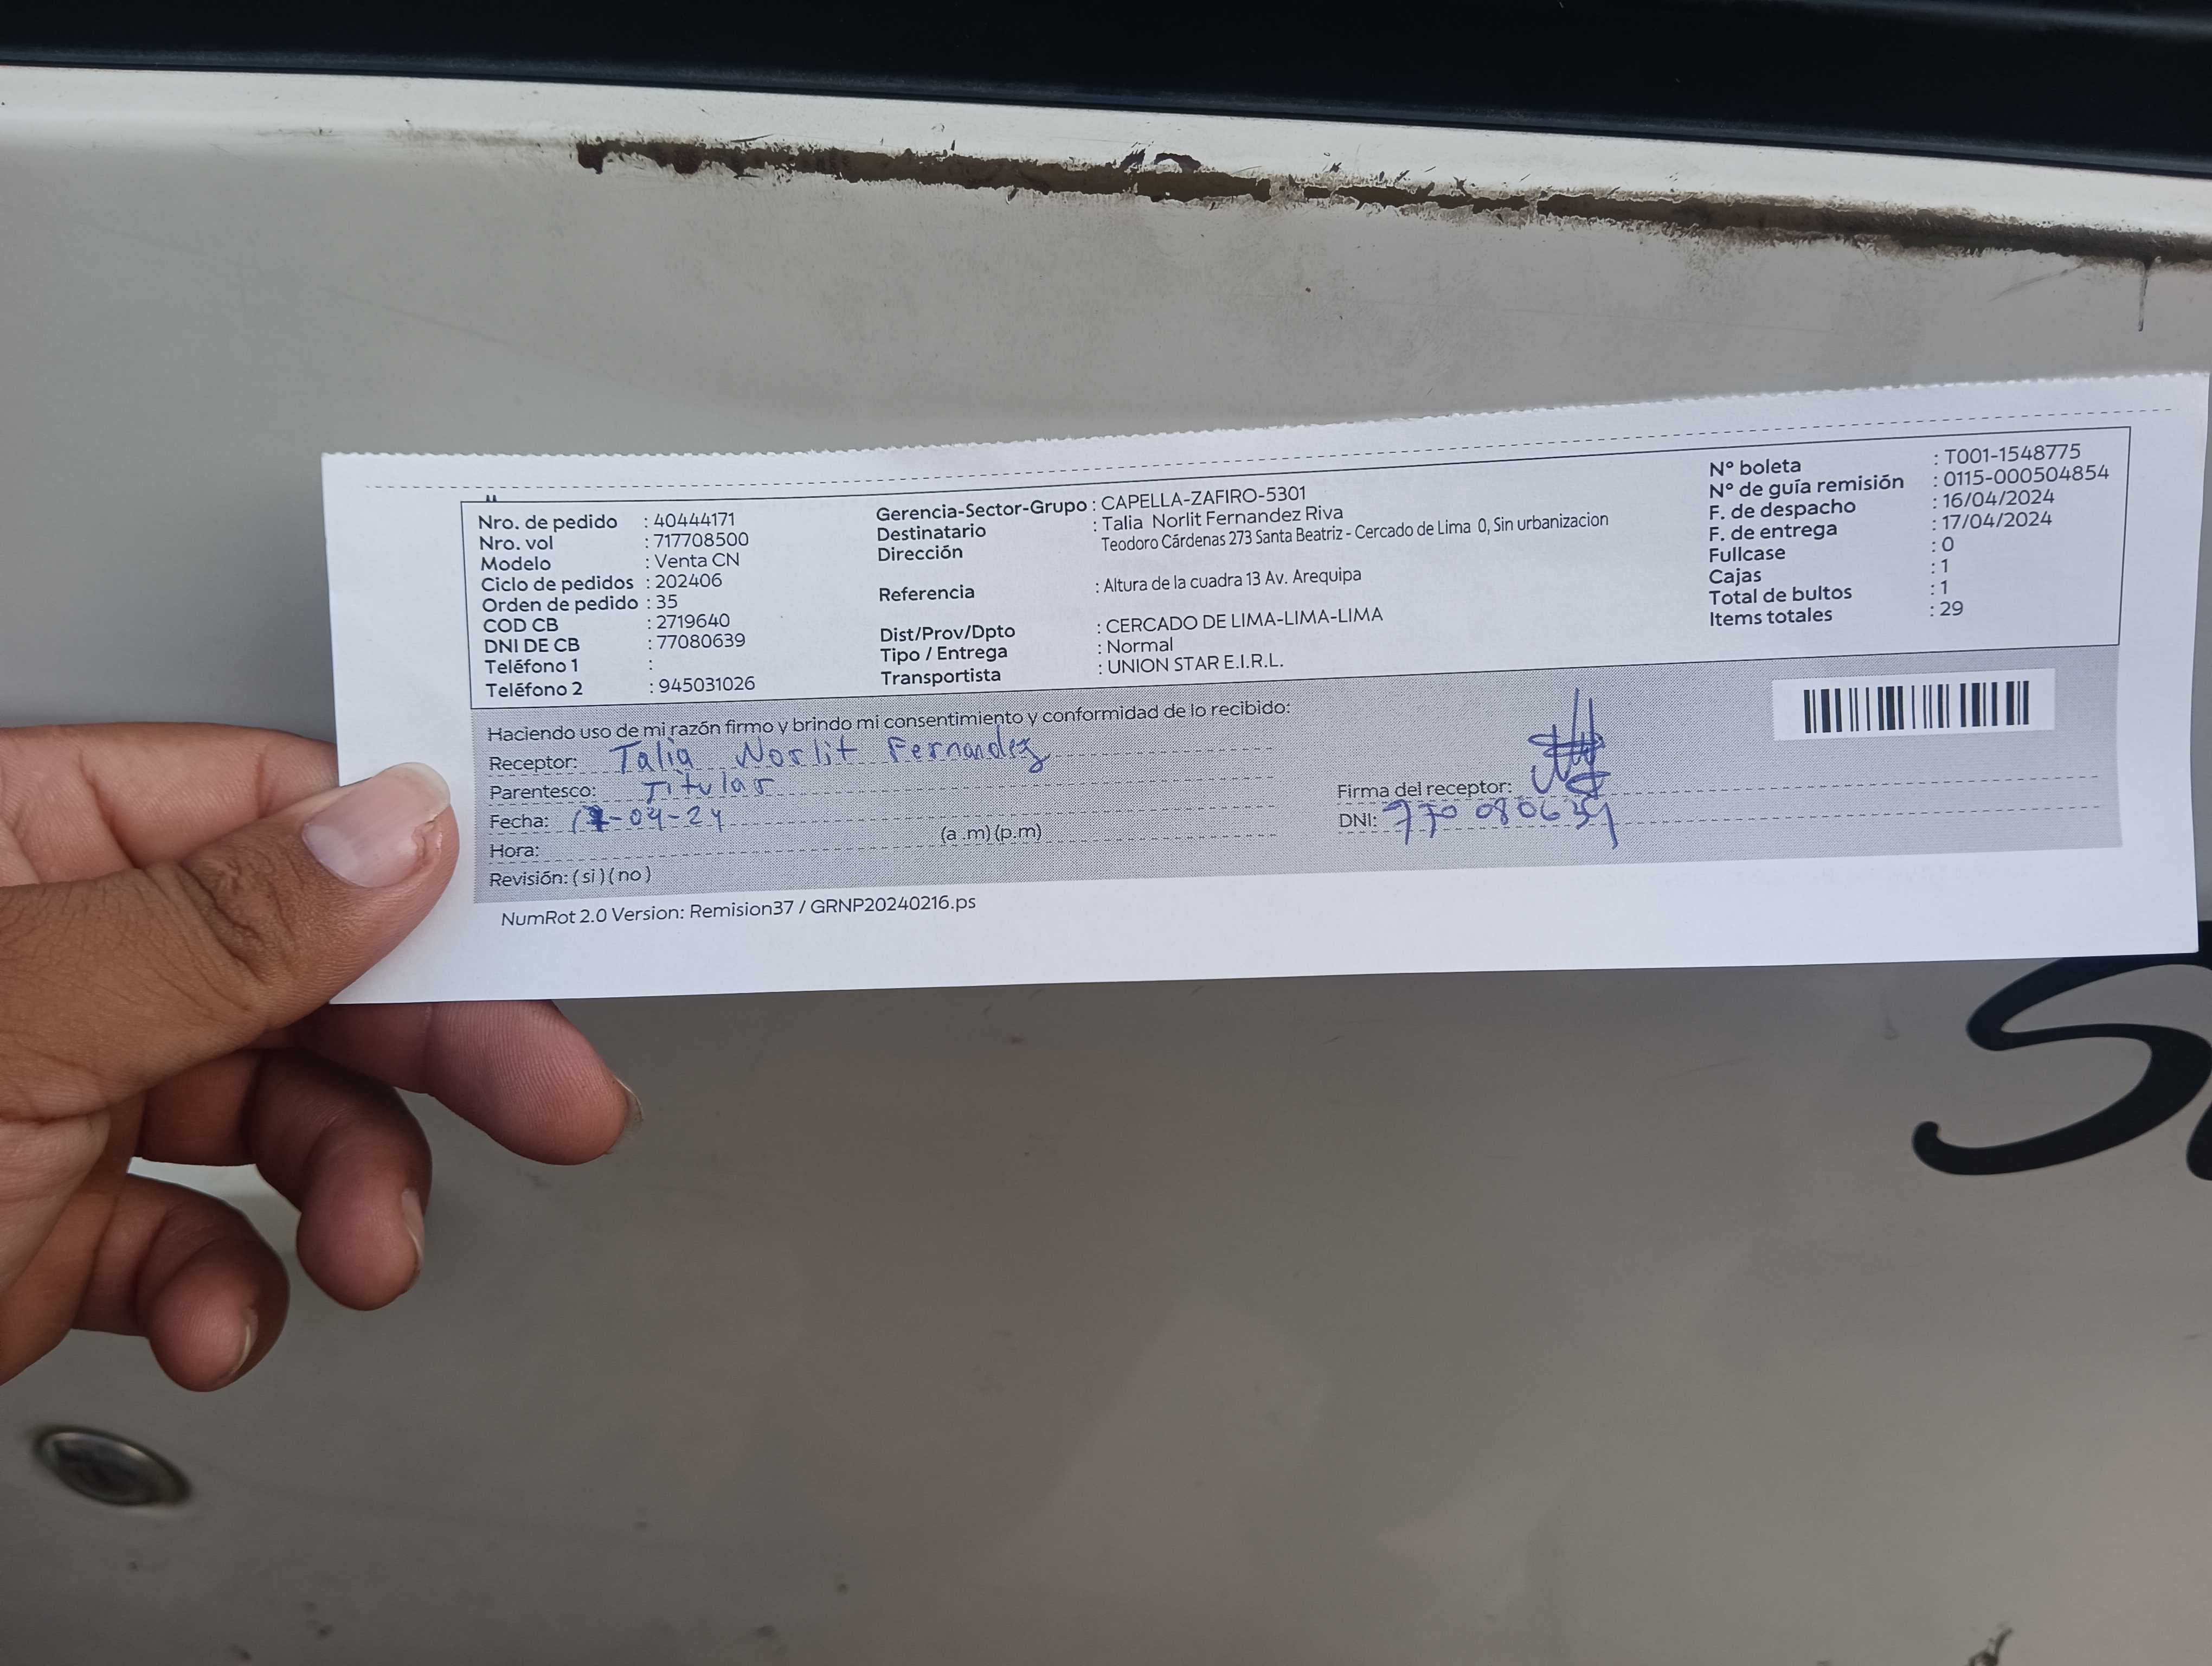 Nro. de pedido : 40444171
Nro. vol : 717708500
Modelo : Venta CN
Ciclo de pedidos : 202406
Orden de pedido : 35
COD CB : 2719640
DNI DE CB : 77080639
Teléfono 1 :
Teléfono 2 : 945031026
Gerencia-Sector-Grupo : CAPELLA-ZAFIRO-5301
Destinatario : Talia Norlit Fernandez Riva
Dirección Teodoro Cárdenas 273 Santa Beatriz - Cercado de Lima 0, Sin urbanizacion
Referencia : Altura de la cuadra 13 Av. Arequipa
Dist/Prov/Dpto : CERCADO DE LIMA-LIMA-LIMA
Tipo / Entrega : Normal
Transportista : UNION STAR E.I.R.L.
N° boleta : T001-1548775
N° de guía remisión : 0115-000504854
F. de despacho : 16/04/2024
F. de entrega : 17/04/2024
Fullcase : 0
Cajas : 1
Total de bultos : 1
Items totales : 29
Haciendo uso de mi razón firmo y brindo mi consentimiento y conformidad de lo recibido:
Receptor: Talia Norlit Fernandez
Parentesco: Titular
Fecha: 17-04-24
Hora: (a .m) (p.m)
Revisión: ( si ) ( no )
Firma del receptor:
DNI:
NumRot 2.0 Version: Remision37 / GRNP20240216.ps